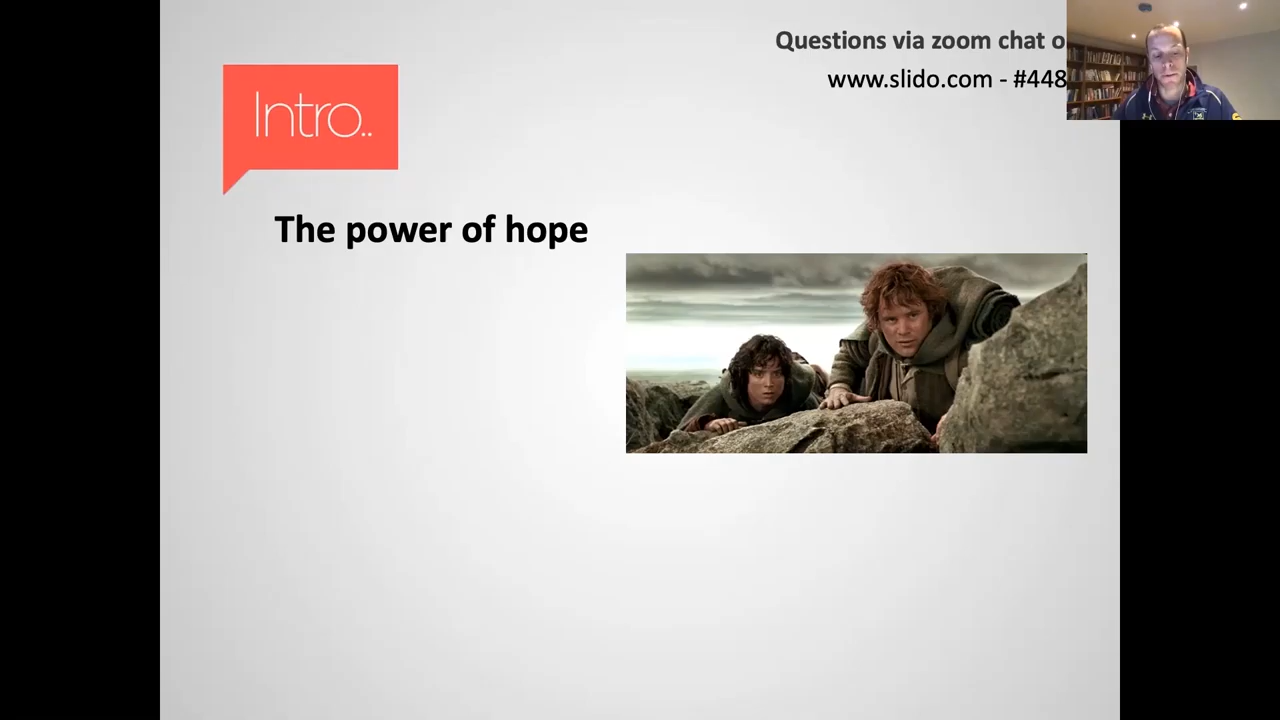 Questions via zoom chat o
www.slido.com - #448
Intro..
The power of hope